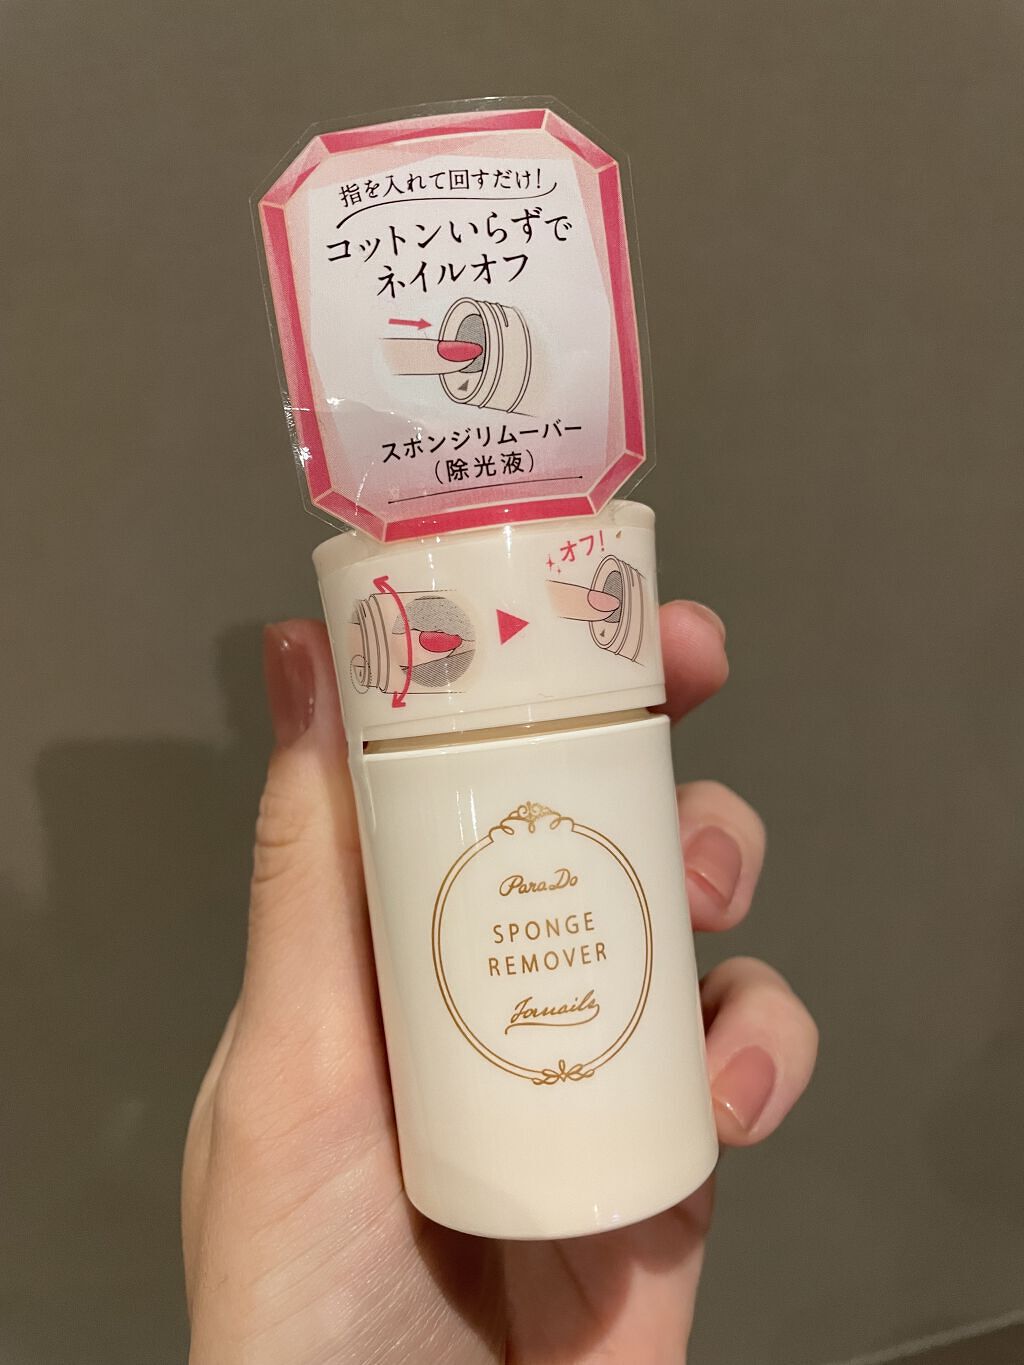 指を入れて回すだけ!
コットンいらずで
ネイルオフ
スポンジリムーバー
(除光液)
オフ!
ParaDo
SPONGE
REMOVER
Jarnails